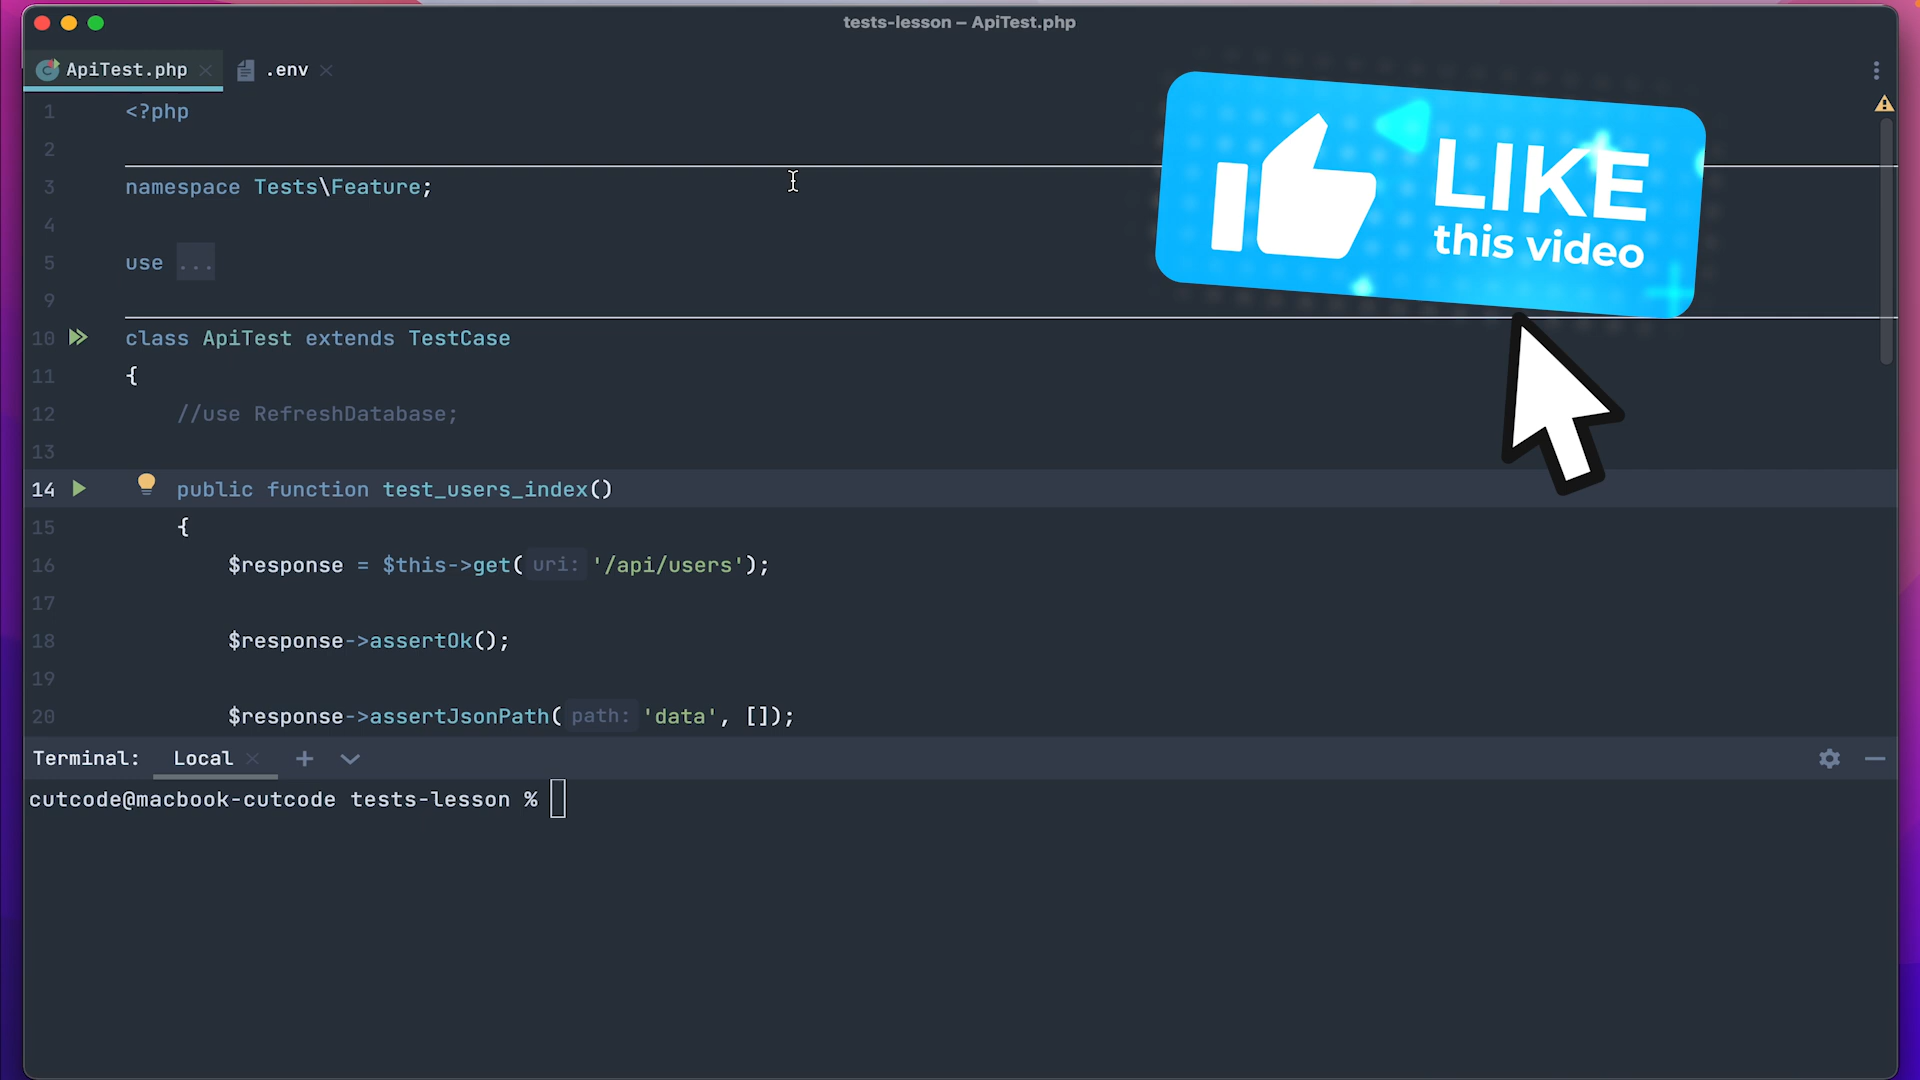 tests-lesson – ApiTest.php
ApiTest.php
.env
1 <?php
2
3 namespace Tests\Feature;
4
5 use ...
9
10 class ApiTest extends TestCase
11 {
12 //use RefreshDatabase;
13
14 public function test_users_index()
15 {
16 $response = $this->get( uri: '/api/users');
17
18 $response->assertOk();
19
20 $response->assertJsonPath( path: 'data', []);
LIKE
this video
Terminal: Local
cutcode@macbook-cutcode tests-lesson %